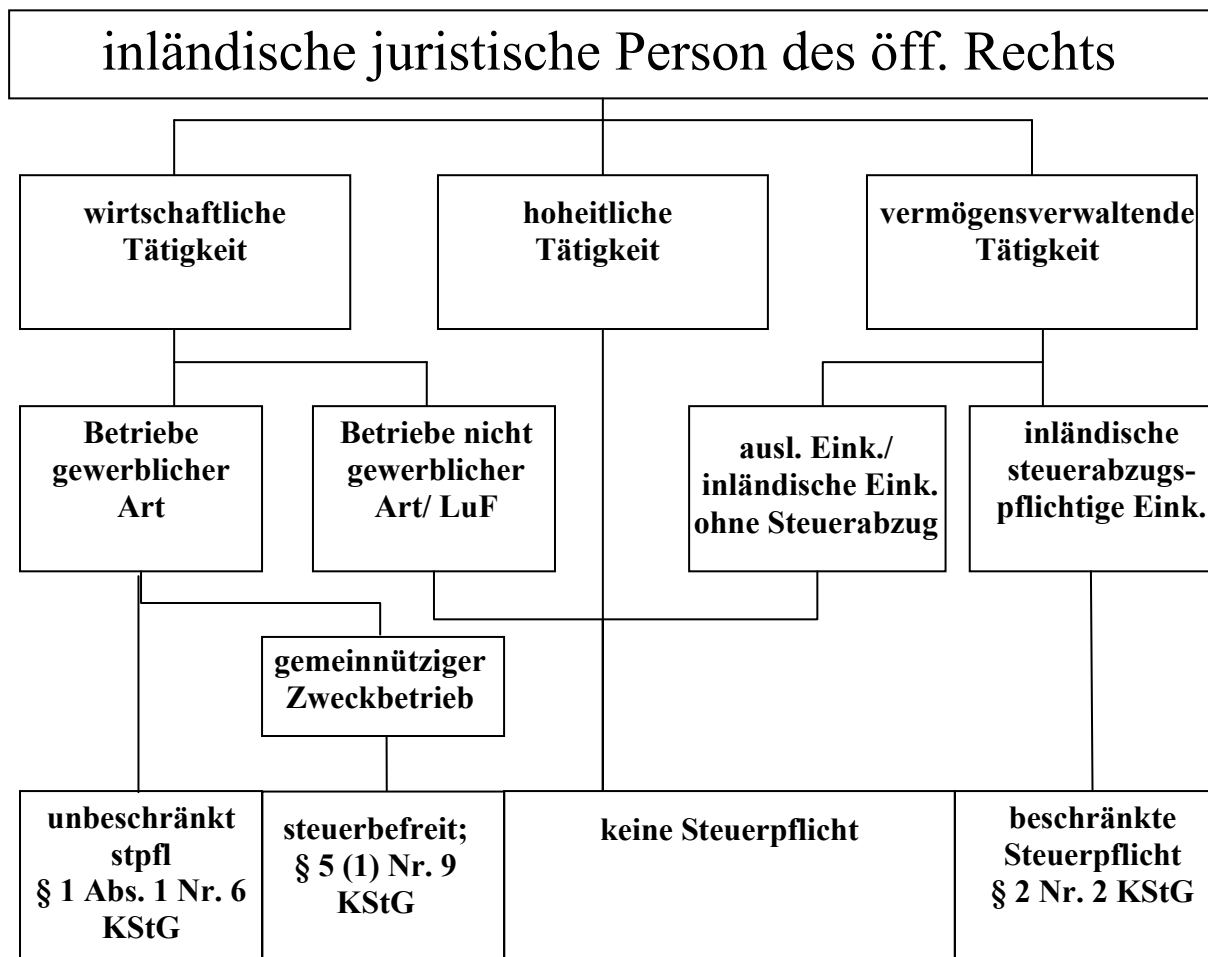 inländische juristische Person des öff. Rechts
wirtschaftliche
Tätigkeit
hoheitliche
Tätigkeit
vermögensverwaltende
Tätigkeit
Betriebe
gewerblicher
Art
Betriebe nicht
gewerblicher
Art/ LuF
ausl. Eink./
inländische Eink.
ohne Steuerabzug
inländische
steuerabzugs-
pflichtige Eink.
gemeinnütziger
Zweckbetrieb
unbeschränkt
stpfl
§ 1 Abs. 1 Nr. 6
KStG
steuerbefreit;
§ 5 (1) Nr. 9
KStG
keine Steuerpflicht
beschränkte
Steuerpflicht
§ 2 Nr. 2 KStG